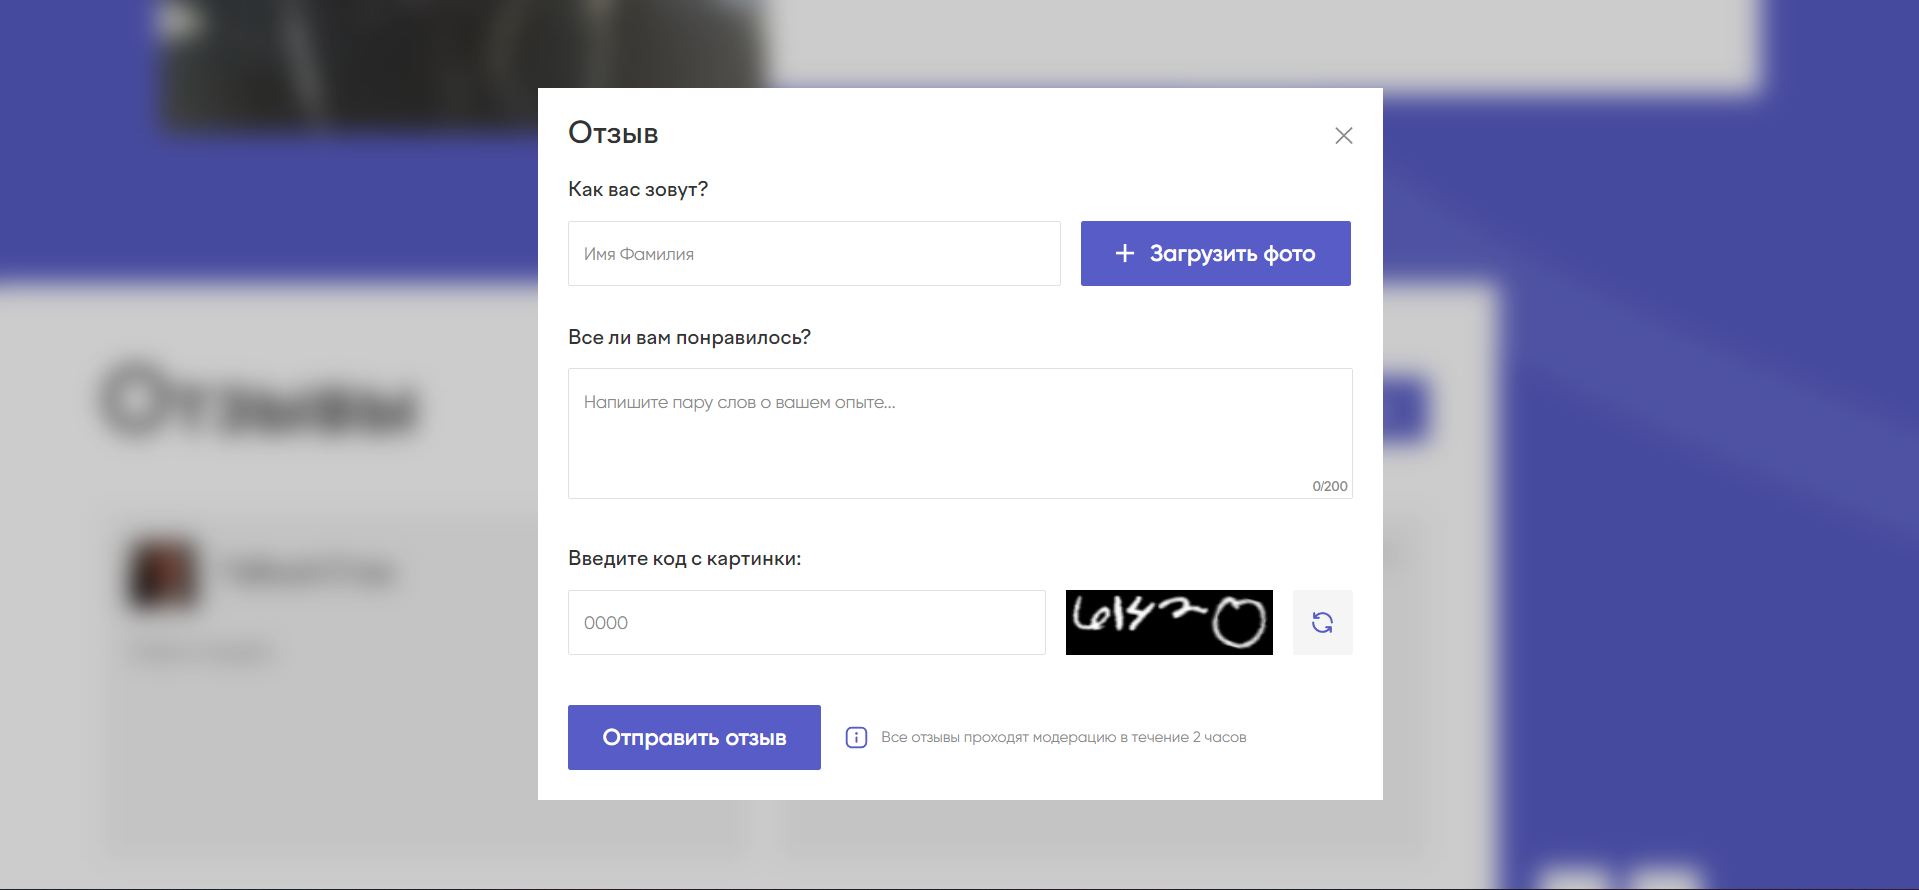 Отзыв
Как вас зовут?
Имя Фамилия
Загрузить фото
Все ли вам понравилось?
Напишите пару слов о вашем опыте...
0/200
Введите код с картинки:
0000
Отправить отзыв
Все отзывы проходят модерацию в течение 2 часов
Отзывы